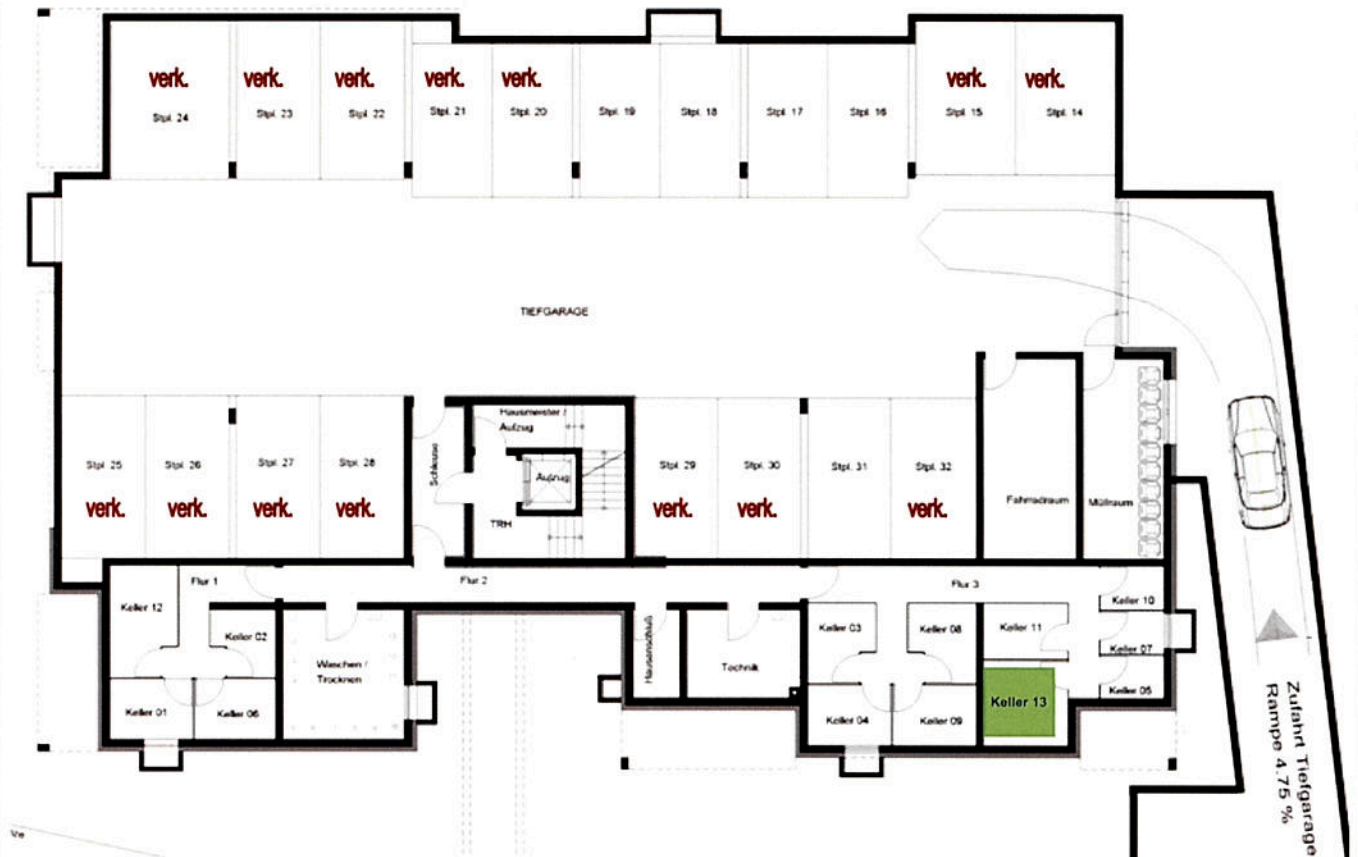 verk. verk. verk. verk. verk. verk. verk.
Stpl. 24 Stpl. 23 Stpl. 22 Stpl. 21 Stpl. 20 Stpl. 19 Stpl. 18 Stpl. 17 Stpl. 16 Stpl. 15 Stpl. 14
TIEFGARAGE
Stpl. 25 Stpl. 26 Stpl. 27 Stpl. 28
verk. verk. verk. verk.
Schleuse
Hausmeister /
Aufzug
Aufzug
TRH
Stpl. 29 Stpl. 30 Stpl. 31 Stpl. 32
verk. verk. verk.
Fahrradraum
Müllraum
Flur 1
Flur 2
Flur 3
Keller 12
Keller 02
Keller 01
Keller 06
Waschen /
Trocknen
Hausanschluß
Technik
Keller 03
Keller 08
Keller 04
Keller 09
Keller 11
Keller 13
Keller 10
Keller 07
Keller 05
Zufahrt Tiefgarage
Rampe 4.75 %